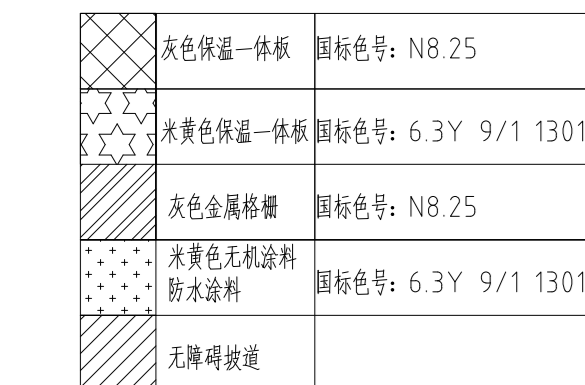 灰色保温一体板 国标色号：N8.25
米黄色保温一体板 国标色号：6.3Y 9/1 1301
灰色金属格栅 国标色号：N8.25
米黄色无机涂料
防水涂料 国标色号：6.3Y 9/1 1301
无障碍坡道